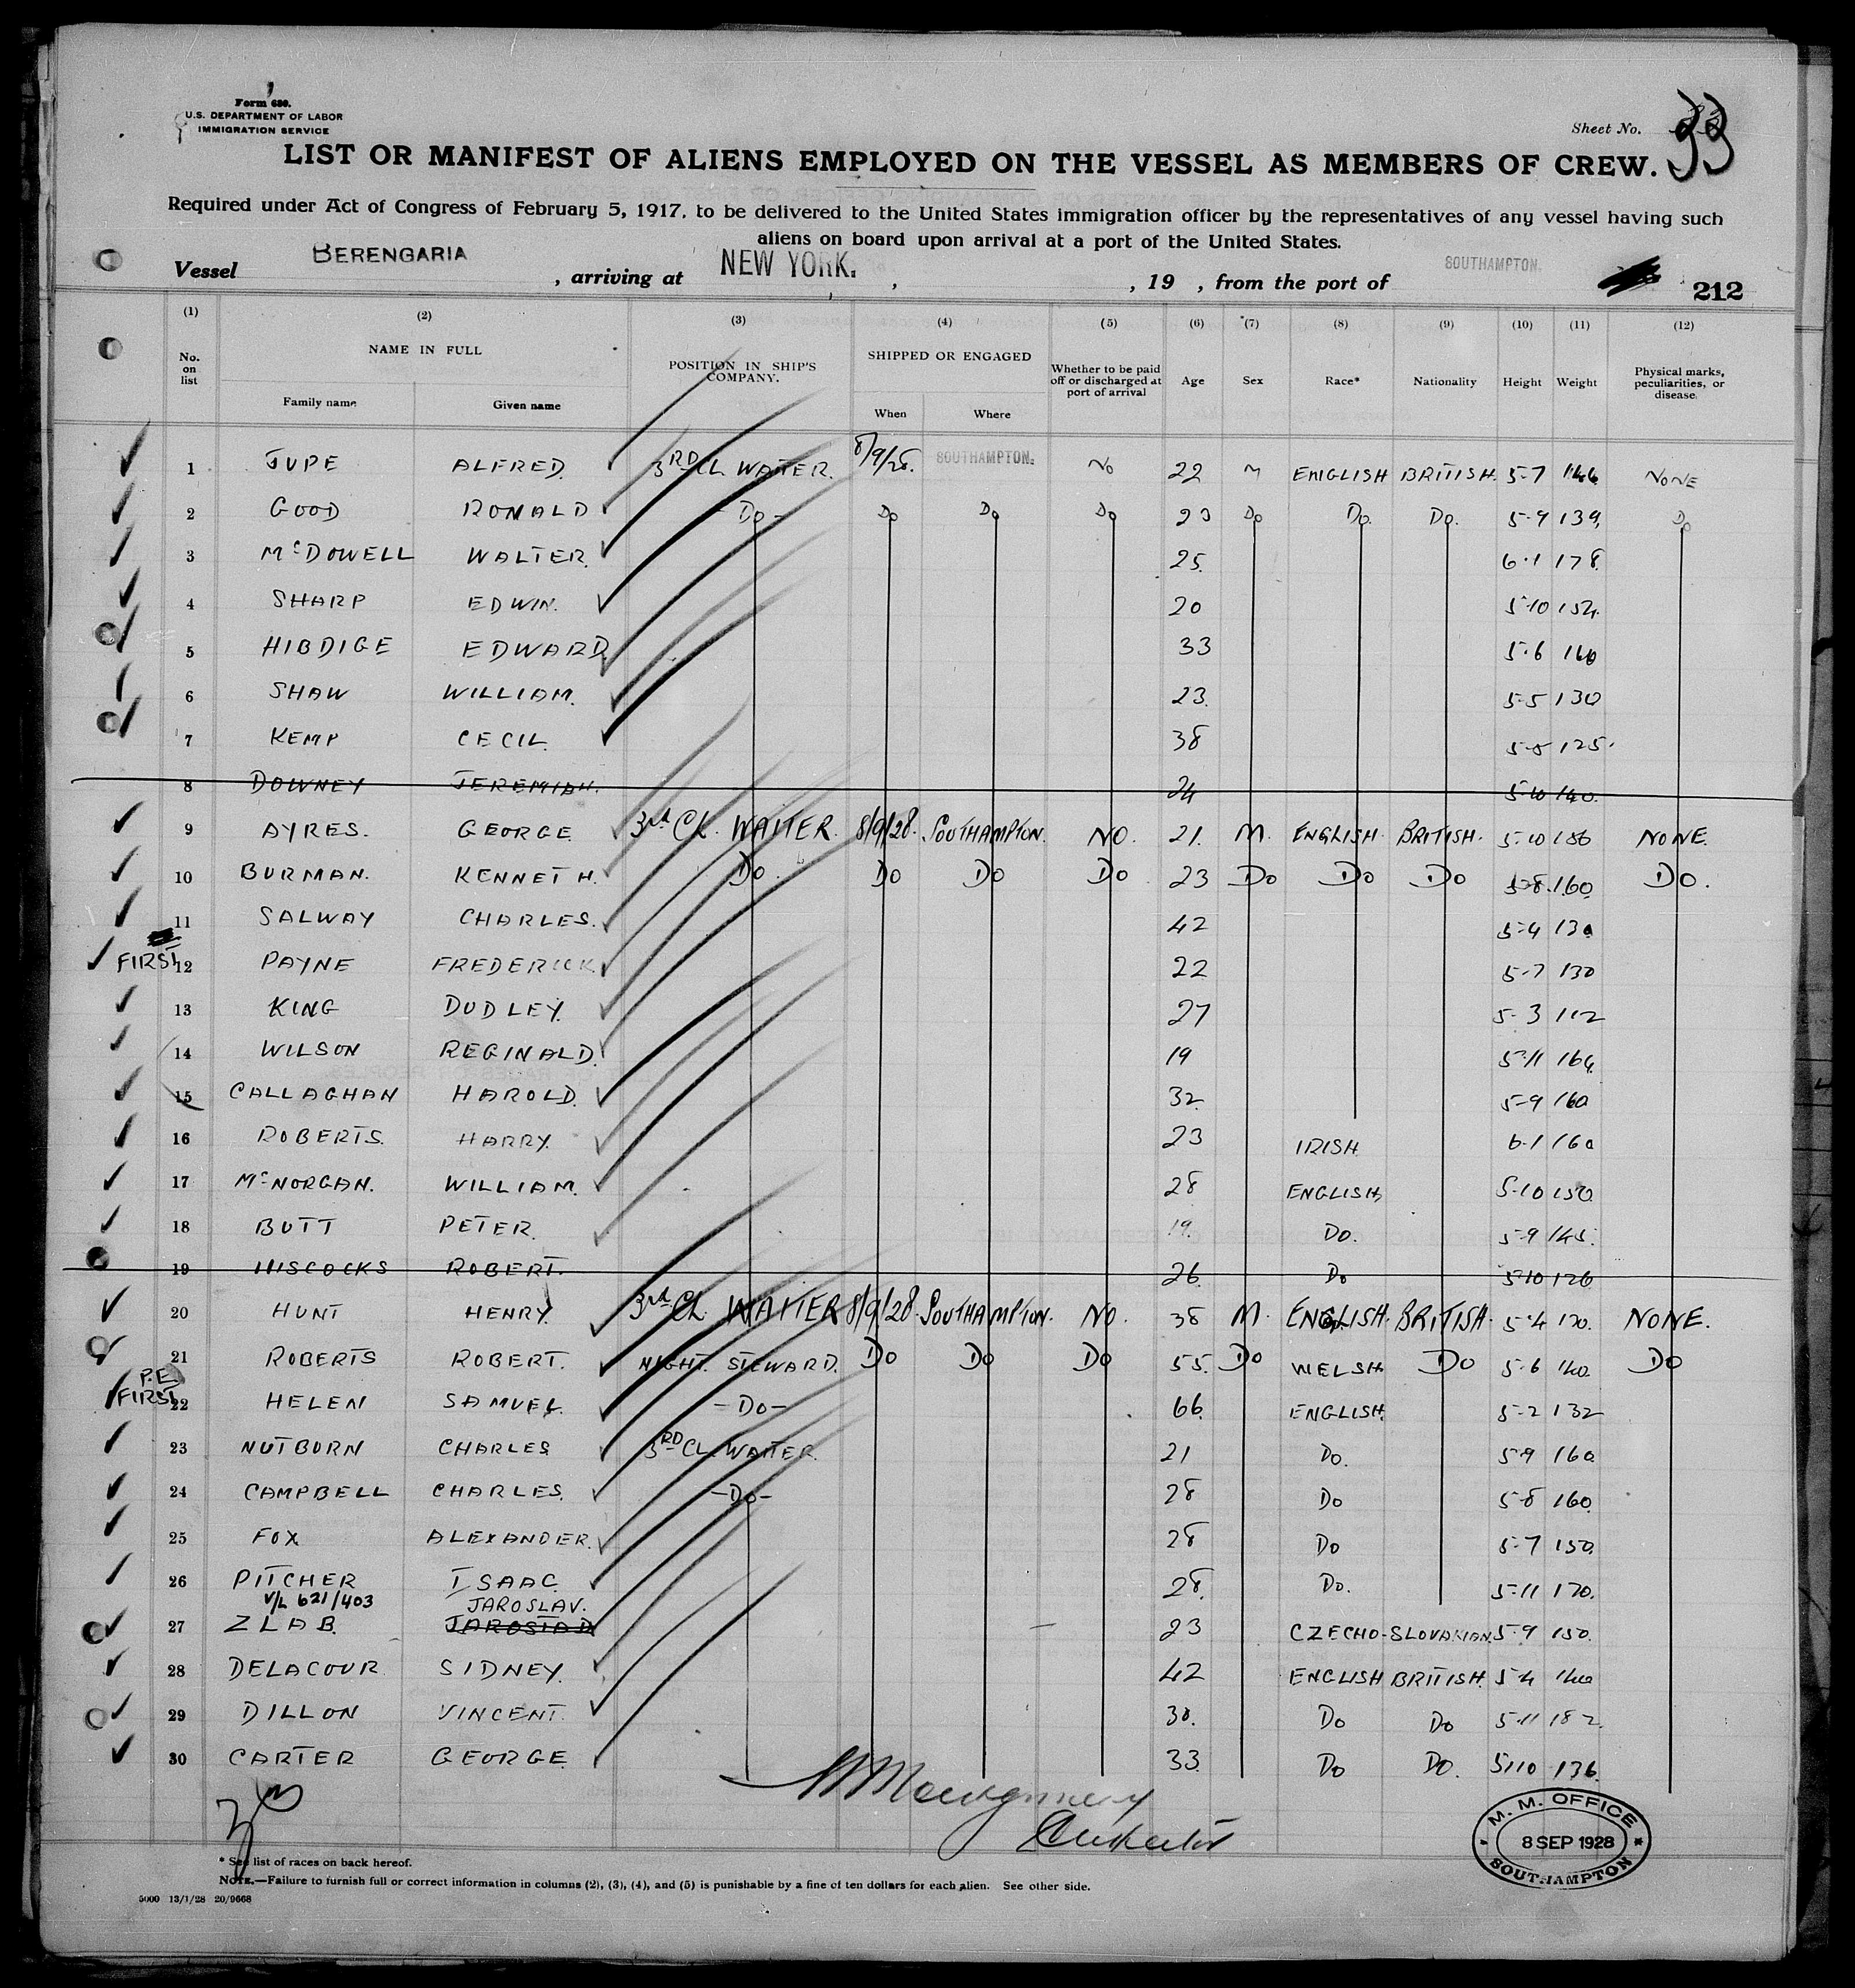 Form 680.
U.S. DEPARTMENT OF LABOR
IMMIGRATION SERVICE
Sheet No. 33
LIST OR MANIFEST OF ALIENS EMPLOYED ON THE VESSEL AS MEMBERS OF CREW.
Required under Act of Congress of February 5, 1917, to be delivered to the United States immigration officer by the representatives of any vessel having such
aliens on board upon arrival at a port of the United States.
Vessel BERENGARIA , arriving at NEW YORK. , , 19 , from the port of SOUTHAMPTON. 212
(1) (2) (3) (4) (5) (6) (7) (8) (9) (10) (11) (12)
No. on list NAME IN FULL Family name Given name POSITION IN SHIP'S COMPANY. SHIPPED OR ENGAGED When Where Whether to be paid off or discharged at port of arrival Age Sex Race* Nationality Height Weight Physical marks, peculiarities, or disease
1 JUPE ALFRED. 3RD CL WAITER. 8/9/28. SOUTHAMPTON. No 22 M ENGLISH BRITISH. 5-7 146 NONE
2 GOOD RONALD - Do - Do Do Do 23 Do Do. Do. 5-9 139. Do
3 McDOWELL WALTER. 25. 6-1 178.
4 SHARP EDWIN. 20 5-10 154.
5 HIBDIGE EDWARD 33 5-6 160
6 SHAW WILLIAM. 23. 5-5 130
7 KEMP CECIL. 38 125.
8 DOWNEY JEREMIAH. 24 5-10 140.
9 AYRES. GEORGE. 3rd CL. WAITER. 8/9/28. SOUTHAMPTON. NO. 21. M. ENGLISH. BRITISH. 5-10 NONE.
10 BURMAN. KENNETH. Do. Do Do Do 23 Do Do Do 5-8. 160. Do.
11 SALWAY CHARLES. 42 130
FIRST 12 PAYNE FREDERICK 22 5-7 130
13 KING DUDLEY. 27 5-3 112
14 WILSON REGINALD. 19 5-11 164.
15 CALLAGHAN HAROLD. 32. 5-9 160
16 ROBERTS. HARRY. 23 IRISH. 6-1 160
17 McNORGAN. WILLIAM. 28 ENGLISH, 5-10 150.
18 BUTT PETER. 19. Do. 5-9 145.
19 HISCOCKS ROBERT. 26. Do 5-10 126
20 HUNT HENRY. 3rd CL. WAITER 8/9/28. SOUTHAMPTON. NO. 38 M. ENGLISH. BRITISH. 5-4 NONE.
21 ROBERTS ROBERT. NIGHT. STEWARD. Do Do Do 55. Do WELSH Do 5-6 140. Do
P.E.
FIRST 22 HELEN SAMUEL. - Do - 66. ENGLISH. 5-2 132
23 NUTBURN CHARLES 3RD CL. WAITER. 21 Do. 5-9 160
24 CAMPBELL CHARLES. - Do - 28 Do 5-8 160.
25 FOX ALEXANDER. 28 Do 5-7 150.
26 PITCHER ISAAC. 28. Do. 5-11 170.
V/L 621/403 JAROSLAV.
27 ZLAB. 23 CZECHO-SLOVAKIAN. 5-9 150.
28 DELACOUR SIDNEY. 42 ENGLISH BRITISH. 5-4 140
29 DILLON VINCENT. 30. Do Do 5-11 182.
30 CARTER GEORGE. 33. Do Do. 5-10 136.
Montgomery
M. M. OFFICE
8 SEP 1928
SOUTHAMPTON
* See list of races on back hereof.
NOTE.—Failure to furnish full or correct information in columns (2), (3), (4), and (5) is punishable by a fine of ten dollars for each alien. See other side.
5000 13/1/28 20/9668